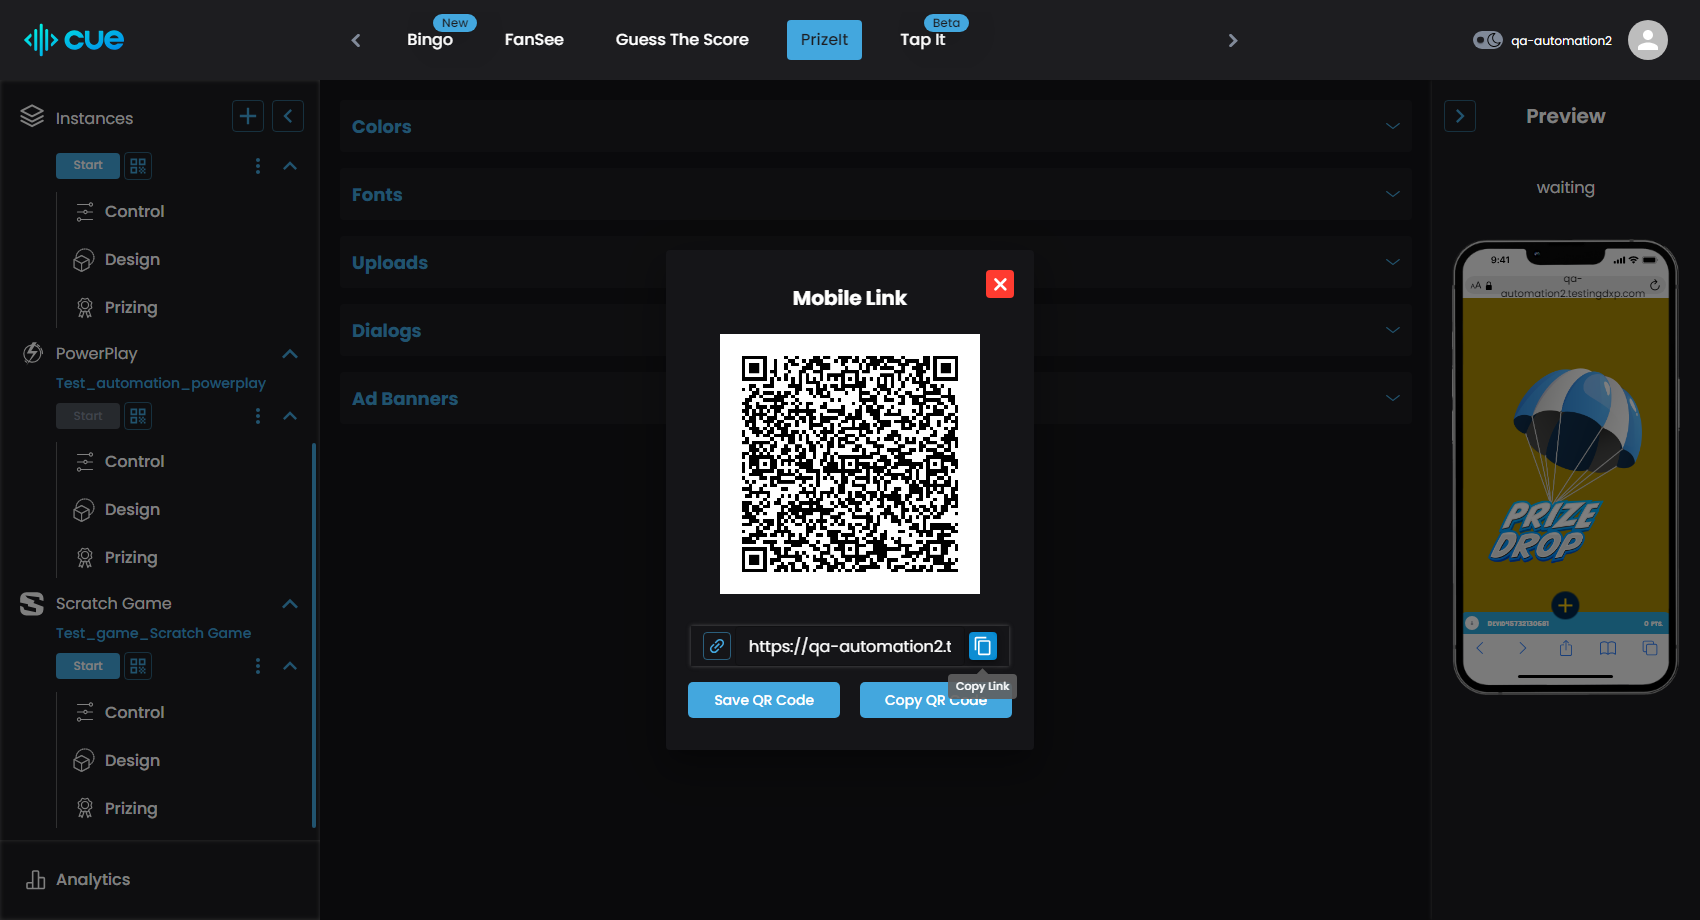 cue
Bingo
New
FanSee
Guess The Score
PrizeIt
Tap It
Beta
qa-automation2
Instances
Start
Control
Design
Prizing
PowerPlay
Test_automation_powerplay
Start
Control
Design
Prizing
Scratch Game
Test_game_Scratch Game
Start
Control
Design
Prizing
Analytics
Colors
Fonts
Uploads
Dialogs
Ad Banners
Mobile Link
https://qa-automation2.t
Copy Link
Save QR Code
Copy QR Code
Preview
waiting
9:41
AA
qa-
automation2.testingdxp.com
PRIZE
DROP
0 PTS.